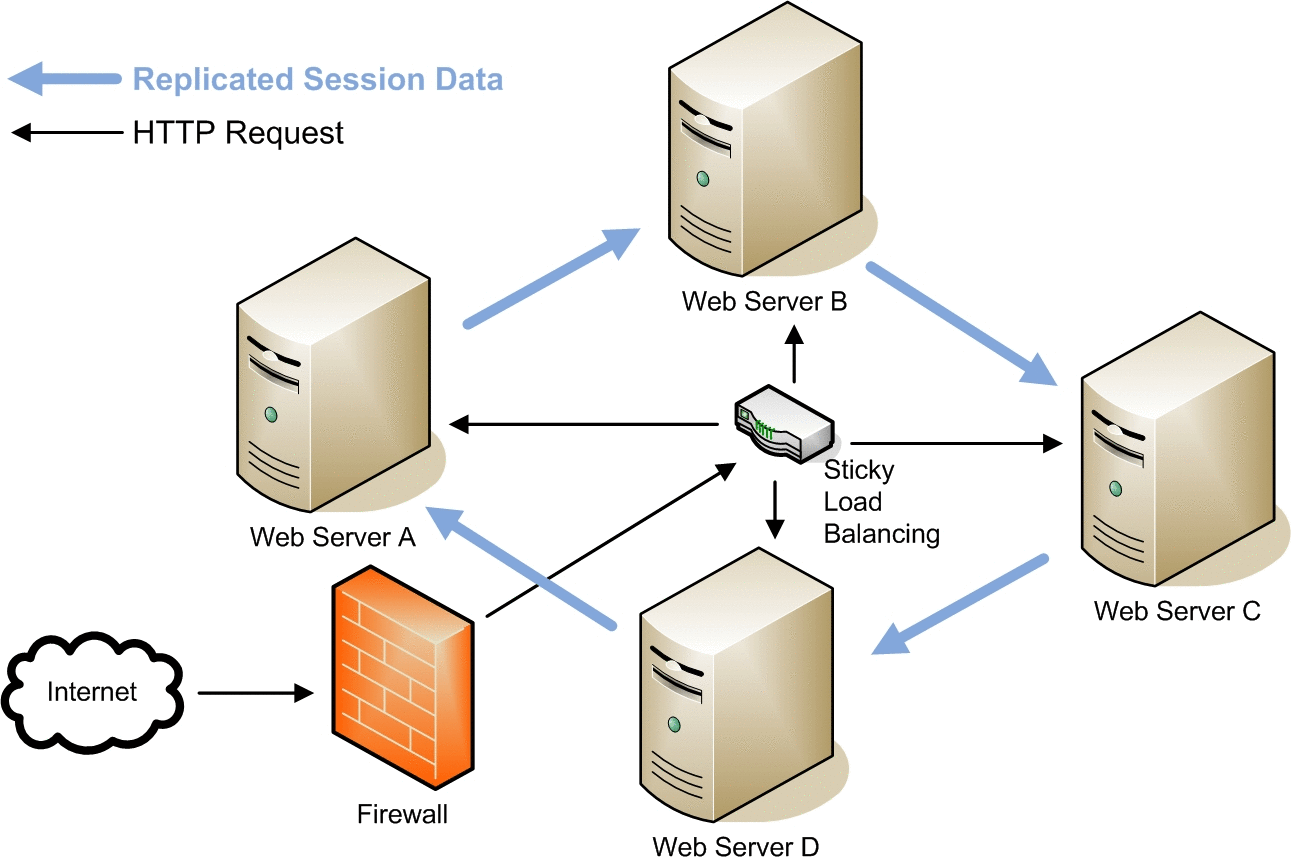 Replicated Session Data
HTTP Request
Web Server B
Sticky
Load
Balancing
Web Server A
Web Server C
Internet
Firewall
Web Server D